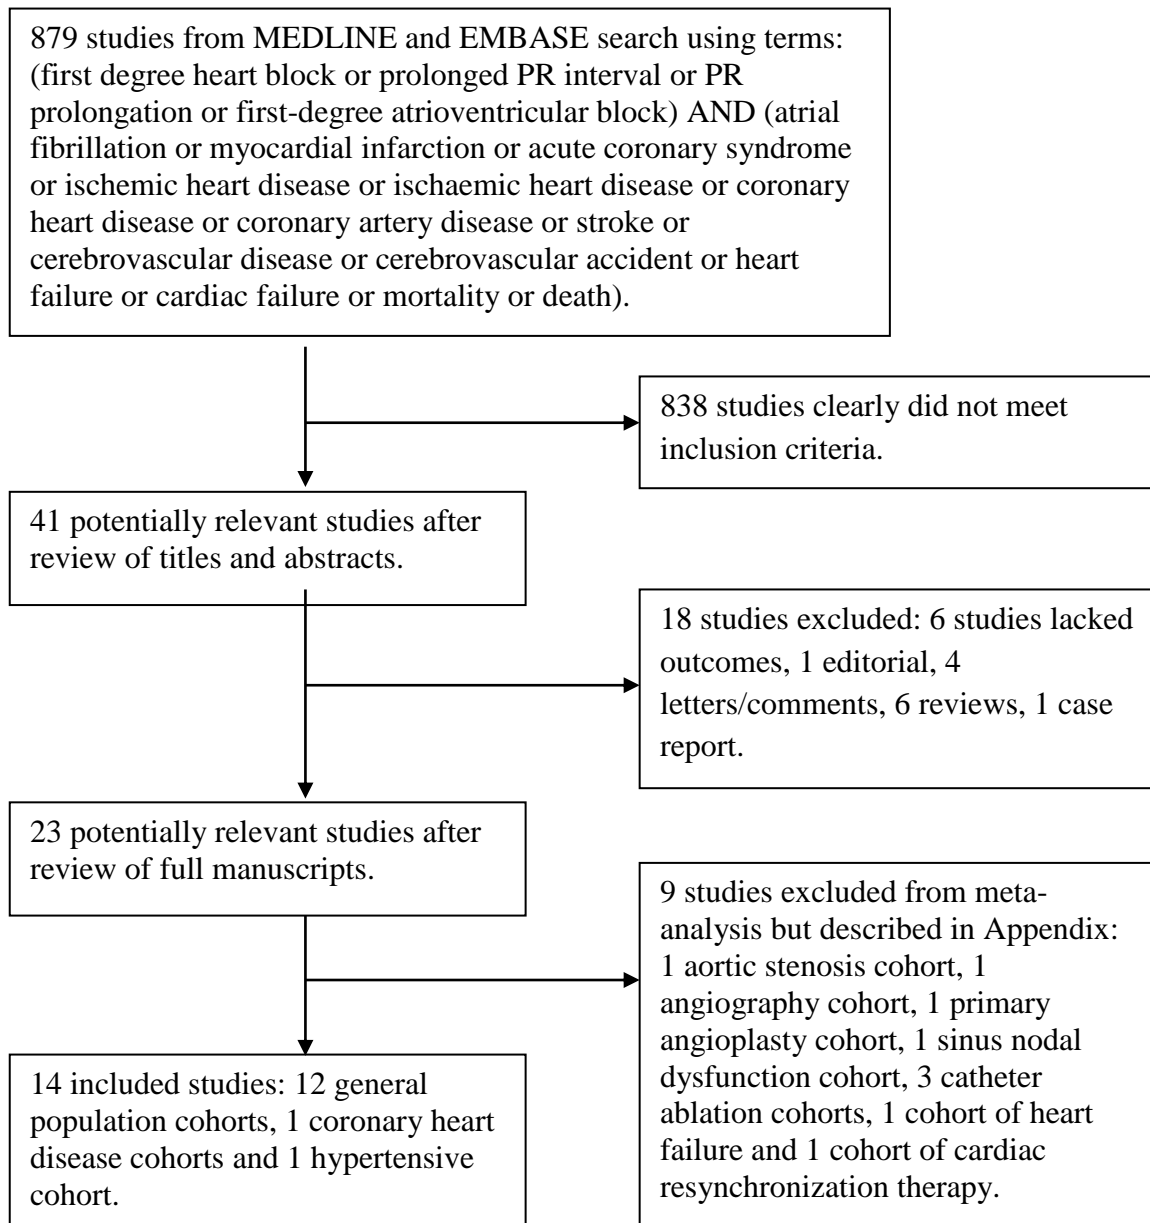 879 studies from MEDLINE and EMBASE search using terms:
(first degree heart block or prolonged PR interval or PR
prolongation or first-degree atrioventricular block) AND (atrial
fibrillation or myocardial infarction or acute coronary syndrome
or ischemic heart disease or ischaemic heart disease or coronary
heart disease or coronary artery disease or stroke or
cerebrovascular disease or cerebrovascular accident or heart
failure or cardiac failure or mortality or death).
838 studies clearly did not meet
inclusion criteria.
41 potentially relevant studies after
review of titles and abstracts.
18 studies excluded: 6 studies lacked
outcomes, 1 editorial, 4
letters/comments, 6 reviews, 1 case
report.
23 potentially relevant studies after
review of full manuscripts.
9 studies excluded from meta-
analysis but described in Appendix:
1 aortic stenosis cohort, 1
angiography cohort, 1 primary
angioplasty cohort, 1 sinus nodal
dysfunction cohort, 3 catheter
ablation cohorts, 1 cohort of heart
failure and 1 cohort of cardiac
resynchronization therapy.
14 included studies: 12 general
population cohorts, 1 coronary heart
disease cohorts and 1 hypertensive
cohort.